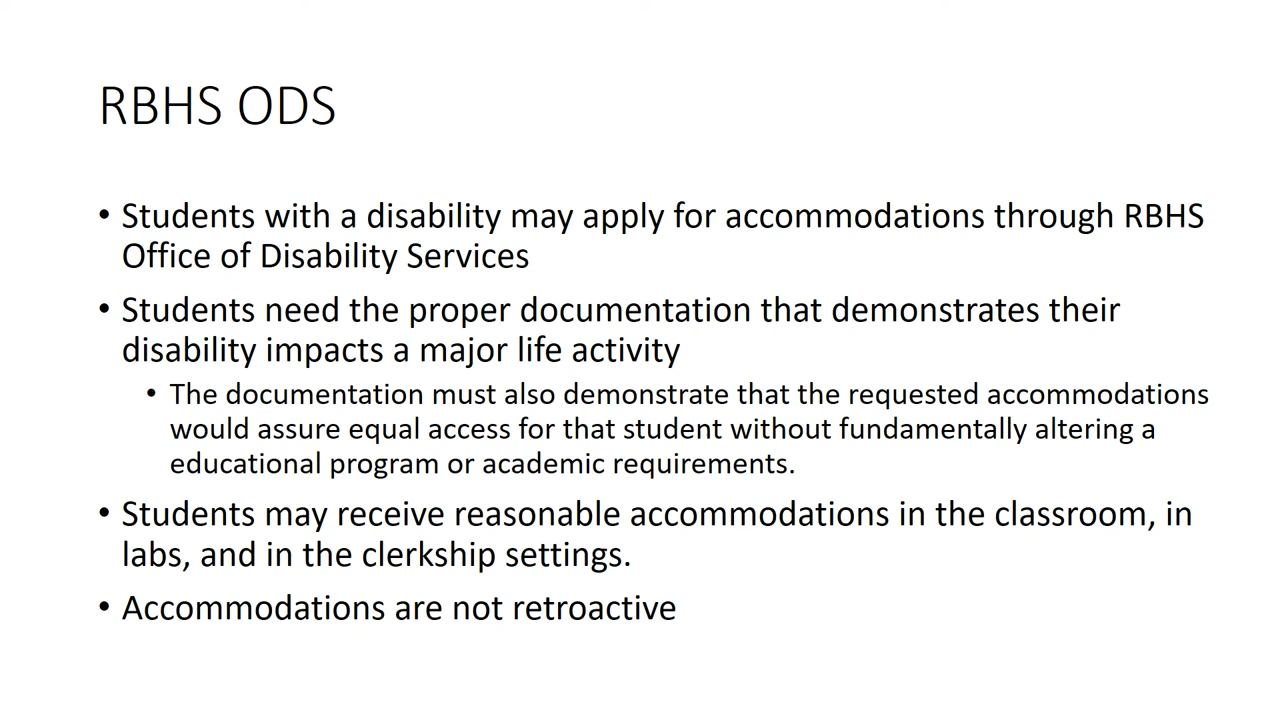 RBHS ODS
• Students with a disability may apply for accommodations through RBHS
Office of Disability Services
• Students need the proper documentation that demonstrates their
disability impacts a major life activity
• The documentation must also demonstrate that the requested accommodations
would assure equal access for that student without fundamentally altering a
educational program or academic requirements.
• Students may receive reasonable accommodations in the classroom, in
labs, and in the clerkship settings.
• Accommodations are not retroactive